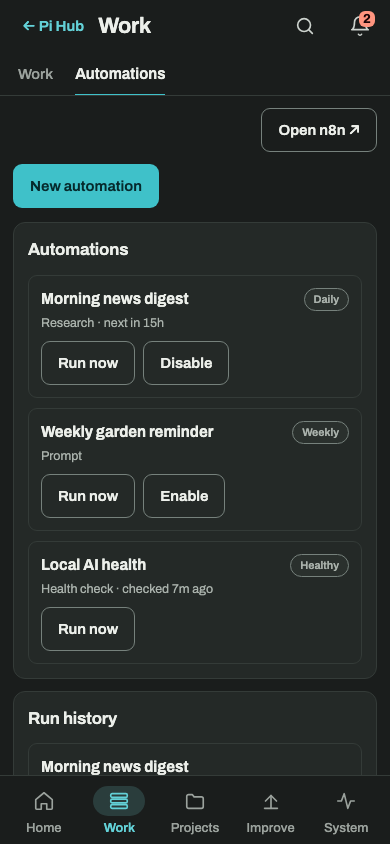 ← Pi Hub Work
2
Work Automations
Open n8n ↗
New automation
Automations
Morning news digest Daily
Research · next in 15h
Run now Disable
Weekly garden reminder Weekly
Prompt
Run now Enable
Local AI health Healthy
Health check · checked 7m ago
Run now
Run history
Morning news digest
Home Work Projects Improve System